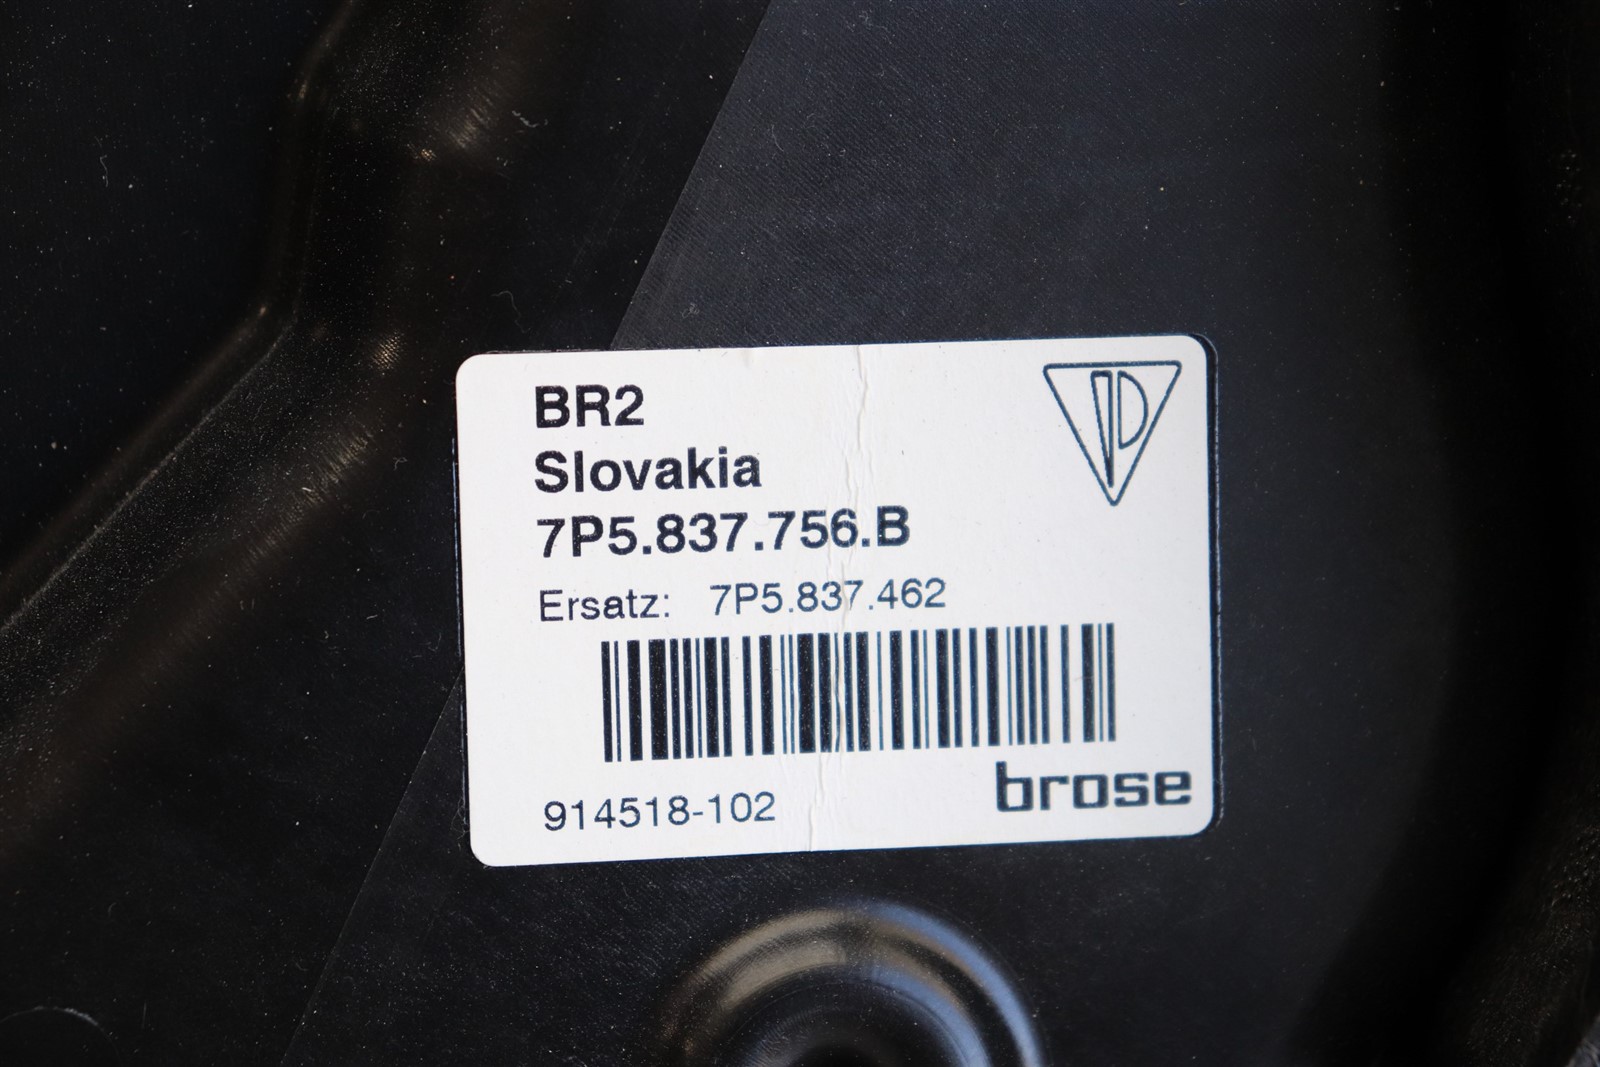 BR2
Slovakia
7P5.837.756.B
Ersatz: 7P5.837.462
914518-102
brose